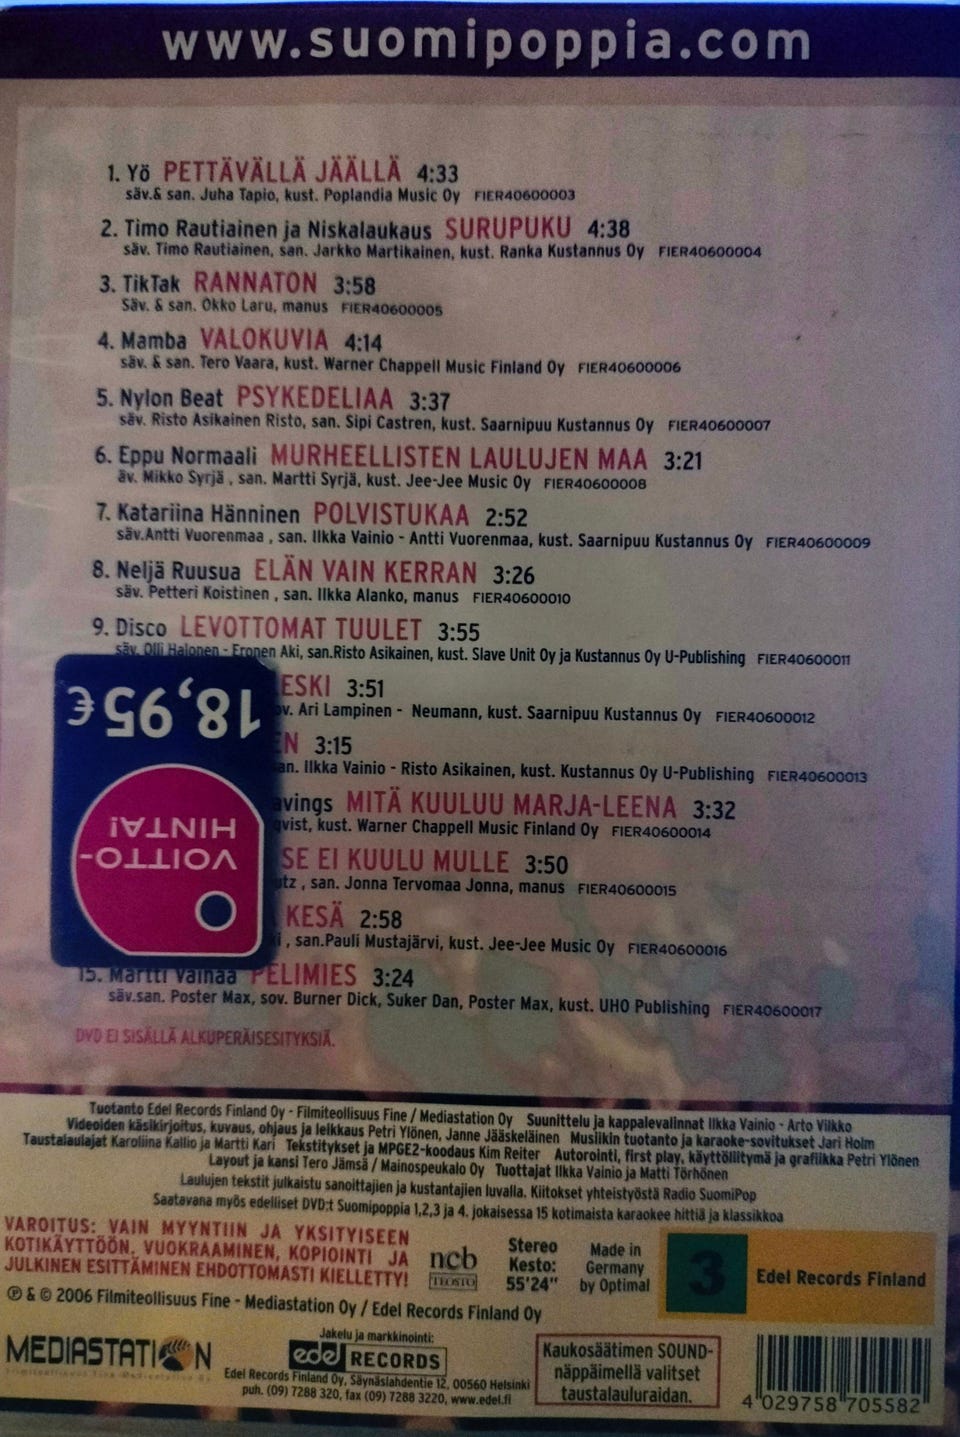 www.suomipoppia.com
1. Yö PETTÄVÄLLÄ JÄÄLLÄ 4:33
säv.& san. Juha Tapio, kust. Poplandia Music Oy FIER40600003
2. Timo Rautiainen ja Niskalaukaus SURUPUKU 4:38
säv. Timo Rautiainen, san. Jarkko Martikainen, kust. Ranka Kustannus Oy FIER40600004
3. TikTak RANNATON 3:58
Säv. & san. Okko Laru, manus FIER40600005
4. Mamba VALOKUVIA 4:14
säv. & san. Tero Vaara, kust. Warner Chappell Music Finland Oy FIER40600006
5. Nylon Beat PSYKEDELIAA 3:37
säv. Risto Asikainen Risto, san. Sipi Castren, kust. Saarnipuu Kustannus Oy FIER40600007
6. Eppu Normaali MURHEELLISTEN LAULUJEN MAA 3:21
äv. Mikko Syrjä , san. Martti Syrjä, kust. Jee-Jee Music Oy FIER40600008
7. Katariina Hänninen POLVISTUKAA 2:52
säv.Antti Vuorenmaa , san. Ilkka Vainio - Antti Vuorenmaa, kust. Saarnipuu Kustannus Oy FIER40600009
8. Neljä Ruusua ELÄN VAIN KERRAN 3:26
säv. Petteri Koistinen , san. Ilkka Alanko, manus FIER40600010
9. Disco LEVOTTOMAT TUULET 3:55
säv. Olli Halonen - Eronen Aki, san.Risto Asikainen, kust. Slave Unit Oy ja Kustannus Oy U-Publishing FIER40600011
ESKI 3:51
ov. Ari Lampinen - Neumann, kust. Saarnipuu Kustannus Oy FIER40600012
EN 3:15
an. Ilkka Vainio - Risto Asikainen, kust. Kustannus Oy U-Publishing FIER40600013
avings MITÄ KUULUU MARJA-LEENA 3:32
qvist, kust. Warner Chappell Music Finland Oy FIER40600014
SE EI KUULU MULLE 3:50
utz , san. Jonna Tervomaa Jonna, manus FIER40600015
KESÄ 2:58
i , san.Pauli Mustajärvi, kust. Jee-Jee Music Oy FIER40600016
18,95€
VOITTO-
HINTA!
15. Martti Vainaa PELIMIES 3:24
säv.san. Poster Max, sov. Burner Dick, Suker Dan, Poster Max, kust. UHO Publishing FIER40600017
DVD EI SISÄLLÄ ALKUPERÄISESITYKSIÄ.
Tuotanto Edel Records Finland Oy - Filmiteollisuus Fine / Mediastation Oy Suunittelu ja kappalevalinnat Ilkka Vainio - Arto Vilkko
Videoiden käsikirjoitus, kuvaus, ohjaus ja leikkaus Petri Ylönen, Janne Jääskeläinen Musiikin tuotanto ja karaoke-sovitukset Jari Holm
Taustalaulajat Karoliina Kallio ja Martti Kari Tekstitykset ja MPGE2-koodaus Kim Reiter Autorointi, first play, käyttöliitymä ja grafiikka Petri Ylönen
Layout ja kansi Tero Jämsä / Mainospeukalo Oy Tuottajat Ilkka Vainio ja Matti Törhönen
Laulujen tekstit julkaistu sanoittajien ja kustantajien luvalla. Kiitokset yhteistyöstä Radio SuomiPop
Saatavana myös edelliset DVD:t Suomipoppia 1,2,3 ja 4. jokaisessa 15 kotimaista karaokee hittiä ja klassikkoa
VAROITUS: VAIN MYYNTIIN JA YKSITYISEEN
KOTIKÄYTTÖÖN, VUOKRAAMINEN, KOPIOINTI JA
JULKINEN ESITTÄMINEN EHDOTTOMASTI KIELLETTY!
ncb
TEOSTO
Stereo
Kesto:
55'24"
Made in
Germany
by Optimal
3
Edel Records Finland
℗ & © 2006 Filmiteollisuus Fine - Mediastation Oy / Edel Records Finland Oy
MEDIASTATION
Jakelu ja markkinointi:
edel RECORDS
Edel Records Finland Oy, Säynäslahdentie 12, 00560 Helsinki
puh. (09) 7288 320, fax (09) 7288 3220, www.edel.fi
Kaukosäätimen SOUND-
näppäimellä valitset
taustalauluraidan.
4 029758 705582